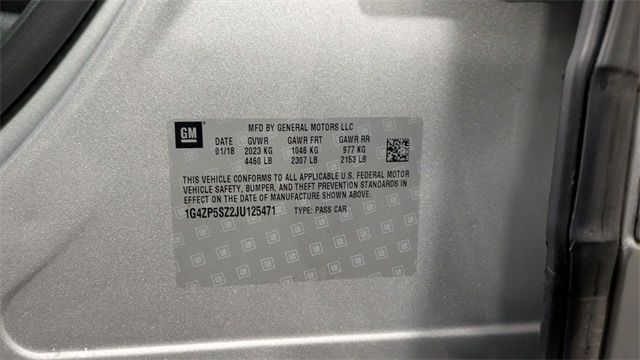 GM
MFD BY GENERAL MOTORS LLC
DATE GVWR GAWR FRT GAWR RR
01/18 2023 KG 1046 KG 977 KG
4460 LB 2307 LB 2153 LB
THIS VEHICLE CONFORMS TO ALL APPLICABLE U.S. FEDERAL MOTOR
VEHICLE SAFETY, BUMPER, AND THEFT PREVENTION STANDARDS IN
EFFECT ON THE DATE OF MANUFACTURE SHOWN ABOVE.
1G4ZP5SZ2JU125471 TYPE: PASS CAR